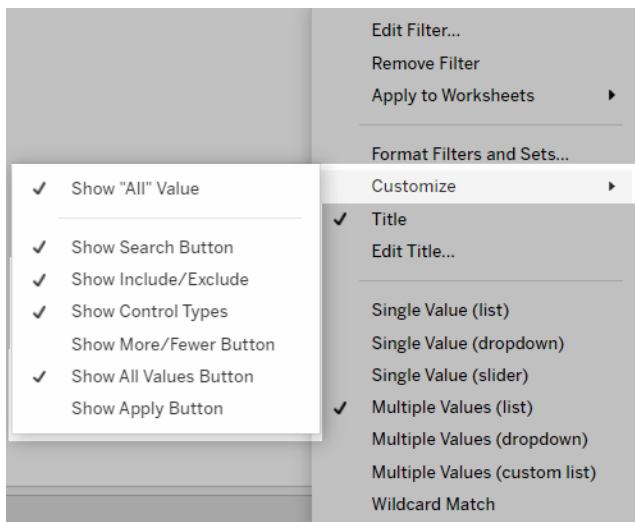 Edit Filter...
Remove Filter
Apply to Worksheets
Format Filters and Sets...
Customize
Title
Edit Title...
Single Value (list)
Single Value (dropdown)
Single Value (slider)
Multiple Values (list)
Multiple Values (dropdown)
Multiple Values (custom list)
Wildcard Match
Show "All" Value
Show Search Button
Show Include/Exclude
Show Control Types
Show More/Fewer Button
Show All Values Button
Show Apply Button